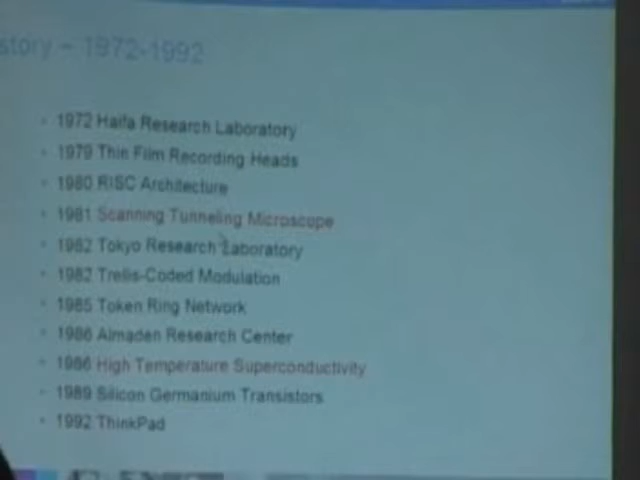 story - 1972-1992
1972 Haifa Research Laboratory
1979 Thin Film Recording Heads
1980 RISC Architecture
1981 Scanning Tunneling Microscope
1982 Tokyo Research Laboratory
1982 Trellis-Coded Modulation
1985 Token Ring Network
1986 Almaden Research Center
1986 High Temperature Superconductivity
1989 Silicon Germanium Transistors
1992 ThinkPad